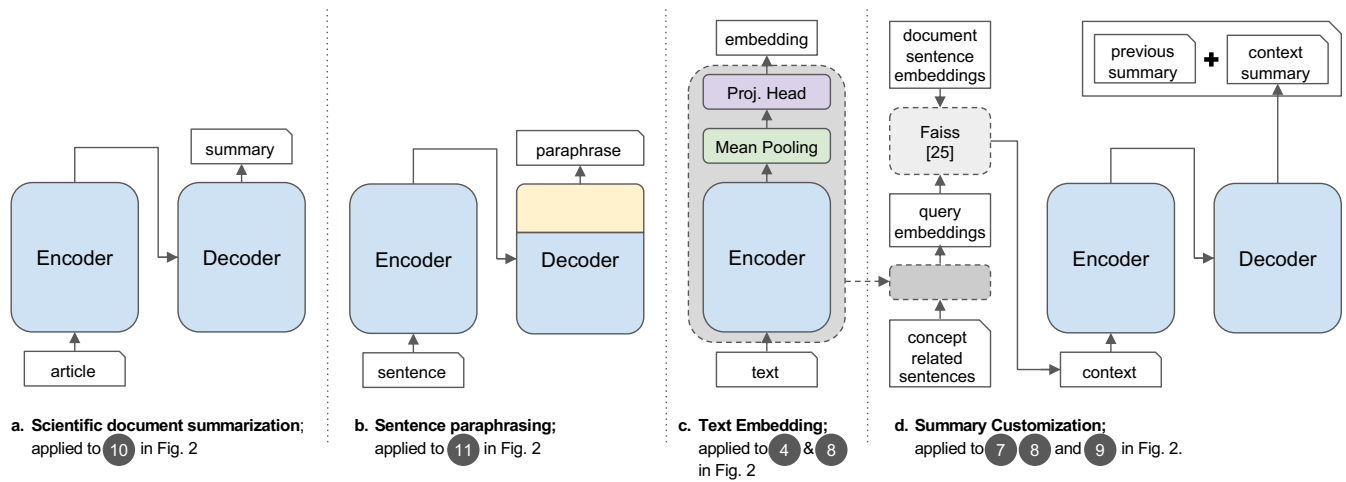 summary
Encoder
Decoder
article
a. Scientific document summarization;
applied to 10 in Fig. 2
paraphrase
Encoder
Decoder
sentence
b. Sentence paraphrasing;
applied to 11 in Fig. 2
embedding
Proj. Head
Mean Pooling
Encoder
text
c. Text Embedding;
applied to 4 & 8
in Fig. 2
document
sentence
embeddings
Faiss
[25]
query
embeddings
concept
related
sentences
previous
summary
+
context
summary
Encoder
Decoder
context
d. Summary Customization;
applied to 7 8 and 9 in Fig. 2.